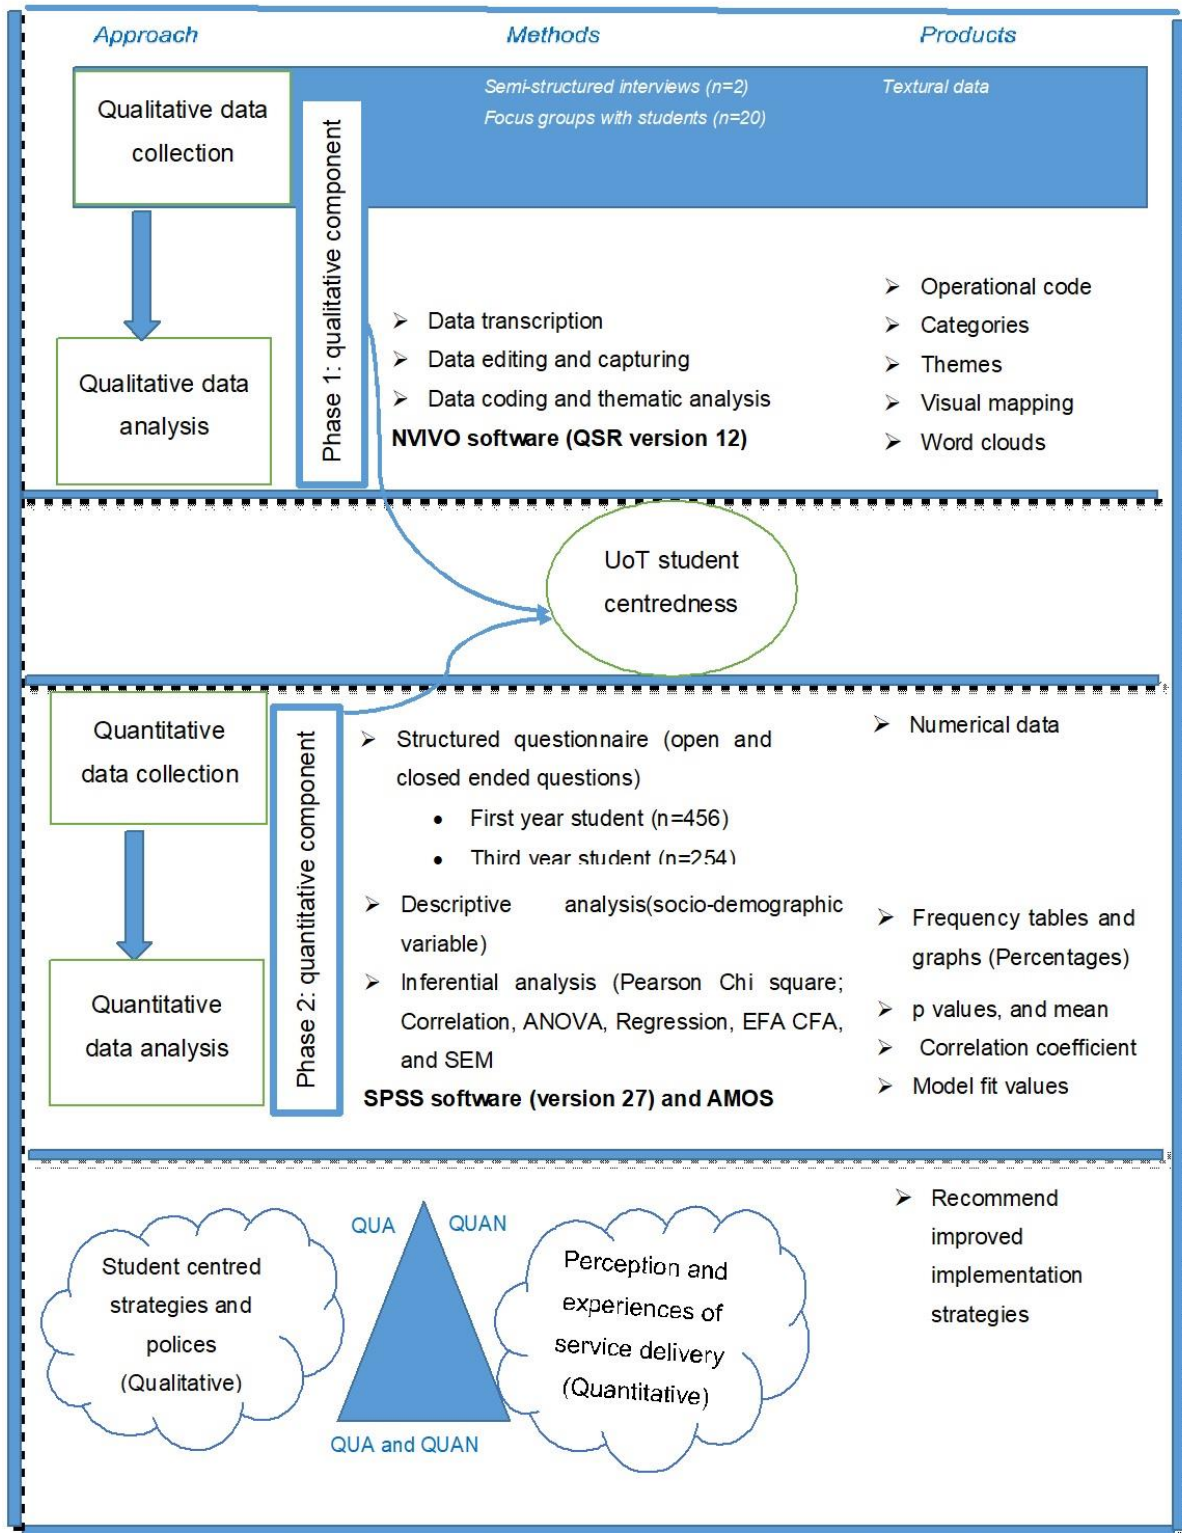 Approach
Methods
Products
Qualitative data
collection
Semi-structured interviews (n=2)
Focus groups with students (n=20)
Textural data
Phase 1: qualitative component
Qualitative data
analysis
➢ Data transcription
➢ Data editing and capturing
➢ Data coding and thematic analysis
NVIVO software (QSR version 12)
➢ Operational code
➢ Categories
➢ Themes
➢ Visual mapping
➢ Word clouds
UoT student
centredness
Quantitative
data collection
Phase 2: quantitative component
➢ Structured questionnaire (open and
closed ended questions)
• First year student (n=456)
• Third year student (n=254)
➢ Numerical data
Quantitative
data analysis
➢ Descriptive analysis(socio-demographic
variable)
➢ Inferential analysis (Pearson Chi square;
Correlation, ANOVA, Regression, EFA CFA,
and SEM
SPSS software (version 27) and AMOS
➢ Frequency tables and
graphs (Percentages)
➢ p values, and mean
➢ Correlation coefficient
➢ Model fit values
Student centred
strategies and
polices
(Qualitative)
QUA
QUAN
QUA and QUAN
Perception and
experiences of
service delivery
(Quantitative)
➢ Recommend
improved
implementation
strategies